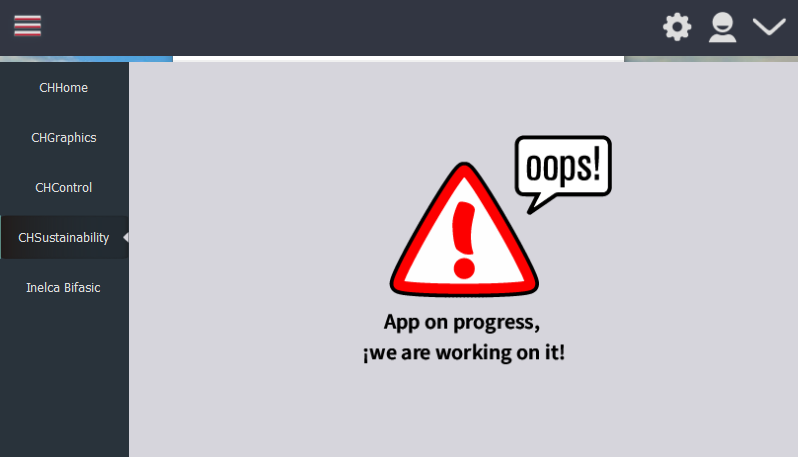 CHHome
CHGraphics
CHControl
CHSustainability
Inelca Bifasic
oops!
App on progress,
¡we are working on it!